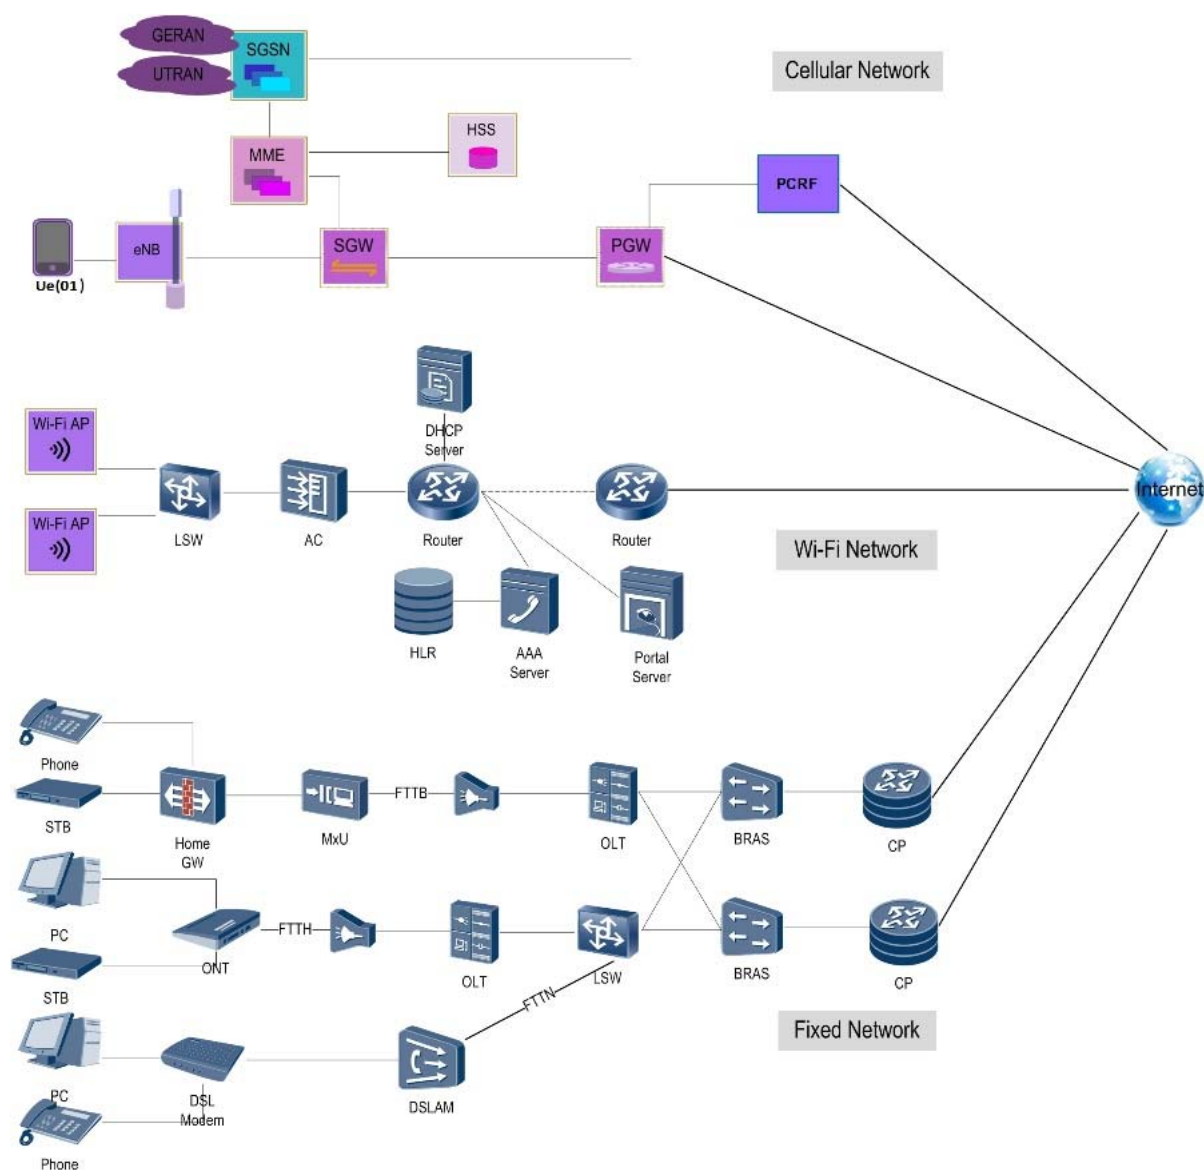 GERAN
SGSN
UTRAN
Cellular Network
HSS
MME
PCRF
eNB
SGW
PGW
Ue(01)
Wi-Fi AP
DHCP
Server
Internet
Wi-Fi AP
LSW
AC
Router
Router
Wi-Fi Network
HLR
AAA
Server
Portal
Server
Phone
FTTB
STB
Home
GW
MxU
OLT
BRAS
CP
FTTH
PC
ONT
OLT
LSW
BRAS
CP
STB
FTTN
Fixed Network
PC
DSL
Modem
DSLAM
Phone